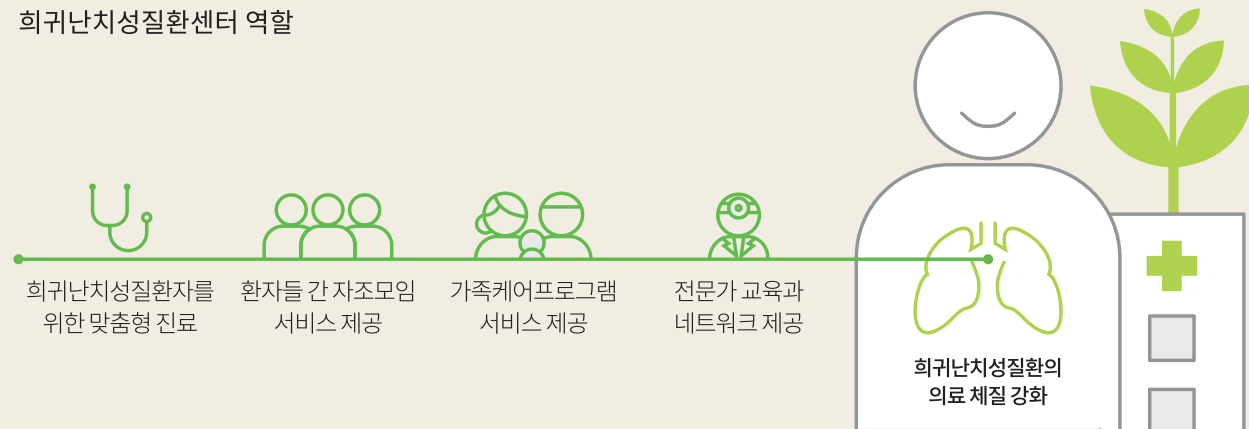 희귀난치성질환센터 역할
희귀난치성질환자를
위한 맞춤형 진료
환자들 간 자조모임
서비스 제공
가족케어프로그램
서비스 제공
전문가 교육과
네트워크 제공
희귀난치성질환의
의료 체질 강화